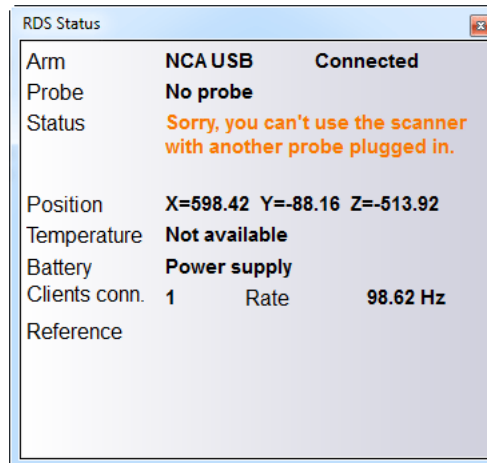 RDS Status
Arm NCA USB Connected
Probe No probe
Status Sorry, you can't use the scanner
with another probe plugged in.
Position X=598.42 Y=-88.16 Z=-513.92
Temperature Not available
Battery Power supply
Clients conn. 1 Rate 98.62 Hz
Reference